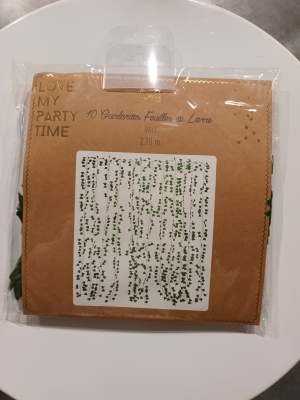 LOVE
MY
PARTY
TIME
10 Guirlandes Feuilles de Lierre
Vert
2,70 m